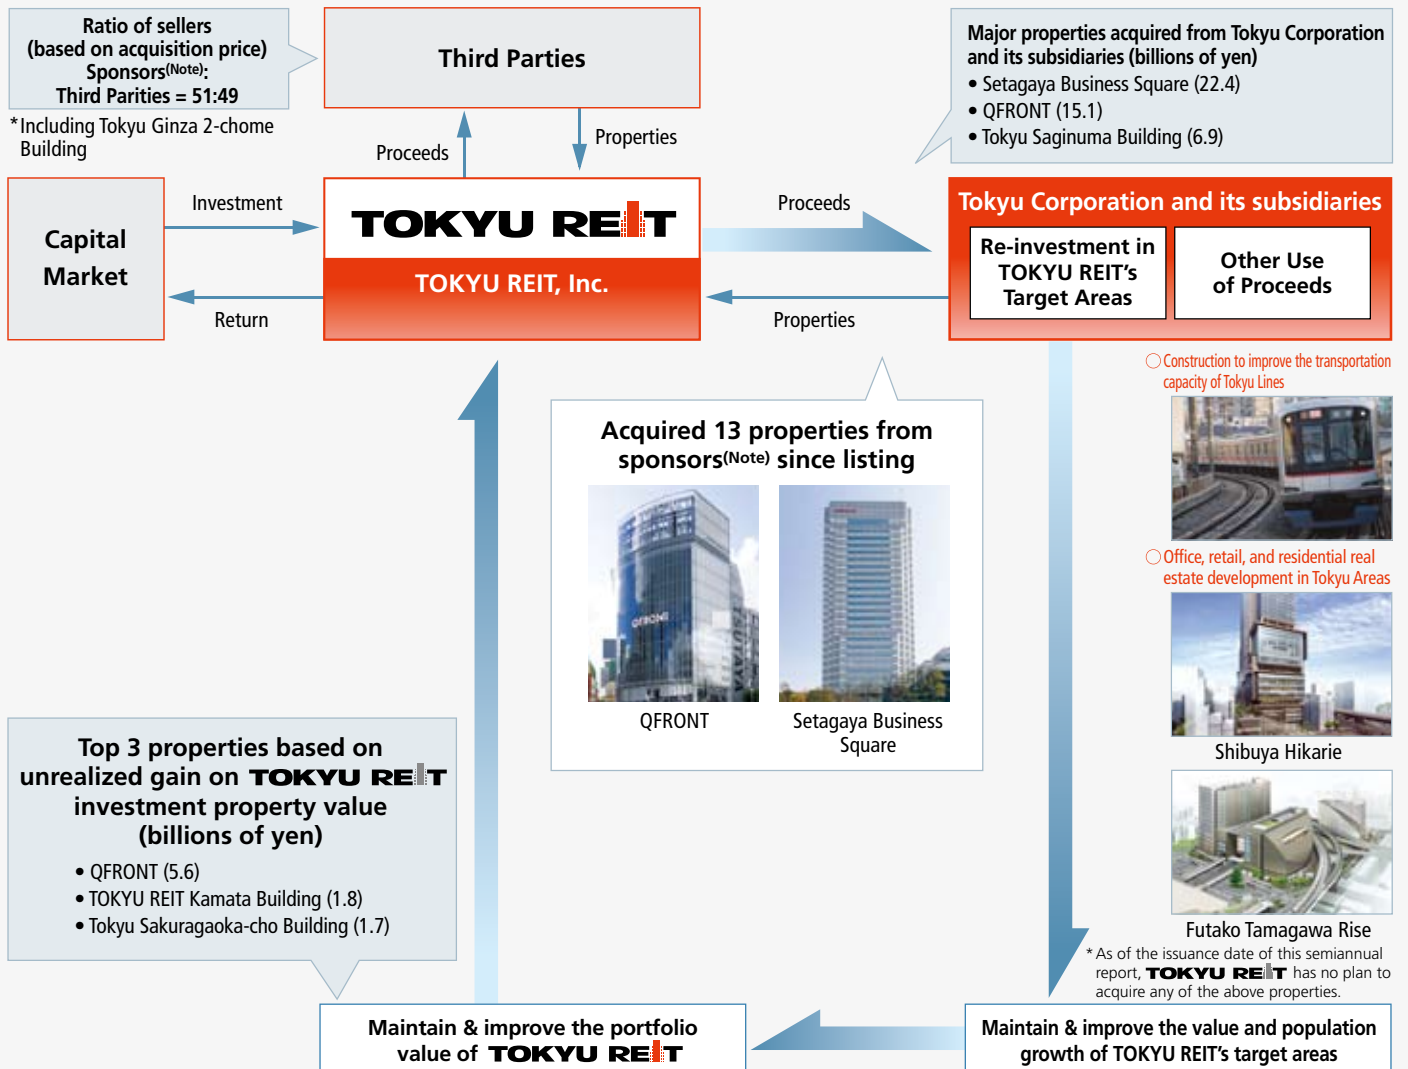 Ratio of sellers
(based on acquisition price)
Sponsors(Note):
Third Parities = 51:49
*Including Tokyu Ginza 2-chome
Building
Third Parties
Proceeds
Properties
Major properties acquired from Tokyu Corporation
and its subsidiaries (billions of yen)
• Setagaya Business Square (22.4)
• QFRONT (15.1)
• Tokyu Saginuma Building (6.9)
Capital
Market
Investment
Return
TOKYU REIT
TOKYU REIT, Inc.
Proceeds
Properties
Tokyu Corporation and its subsidiaries
Re-investment in
TOKYU REIT's
Target Areas
Other Use
of Proceeds
○Construction to improve the transportation
capacity of Tokyu Lines
○Office, retail, and residential real
estate development in Tokyu Areas
Shibuya Hikarie
Futako Tamagawa Rise
*As of the issuance date of this semiannual
report, TOKYU REIT has no plan to
acquire any of the above properties.
Acquired 13 properties from
sponsors(Note) since listing
QFRONT
QFRONT
Setagaya Business
Square
Top 3 properties based on
unrealized gain on TOKYU REIT
investment property value
(billions of yen)
• QFRONT (5.6)
• TOKYU REIT Kamata Building (1.8)
• Tokyu Sakuragaoka-cho Building (1.7)
Maintain & improve the portfolio
value of TOKYU REIT
Maintain & improve the value and population
growth of TOKYU REIT's target areas